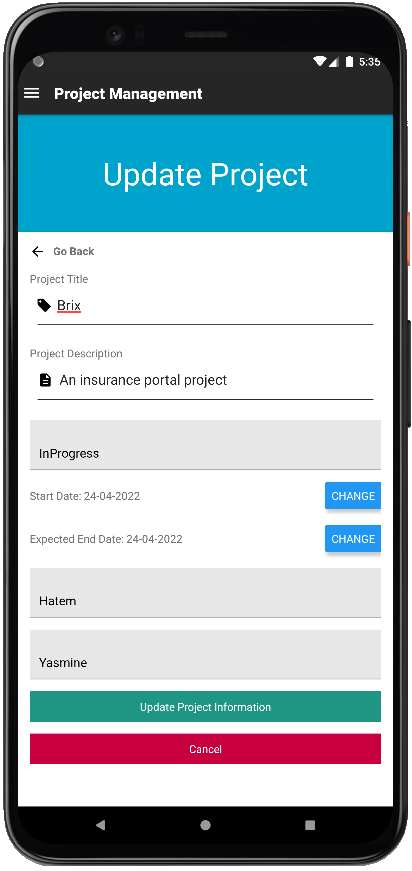 5:35
Project Management
Update Project
Go Back
Project Title
Brix
Project Description
An insurance portal project
InProgress
Start Date: 24-04-2022 CHANGE
Expected End Date: 24-04-2022 CHANGE
Hatem
Yasmine
Update Project Information
Cancel